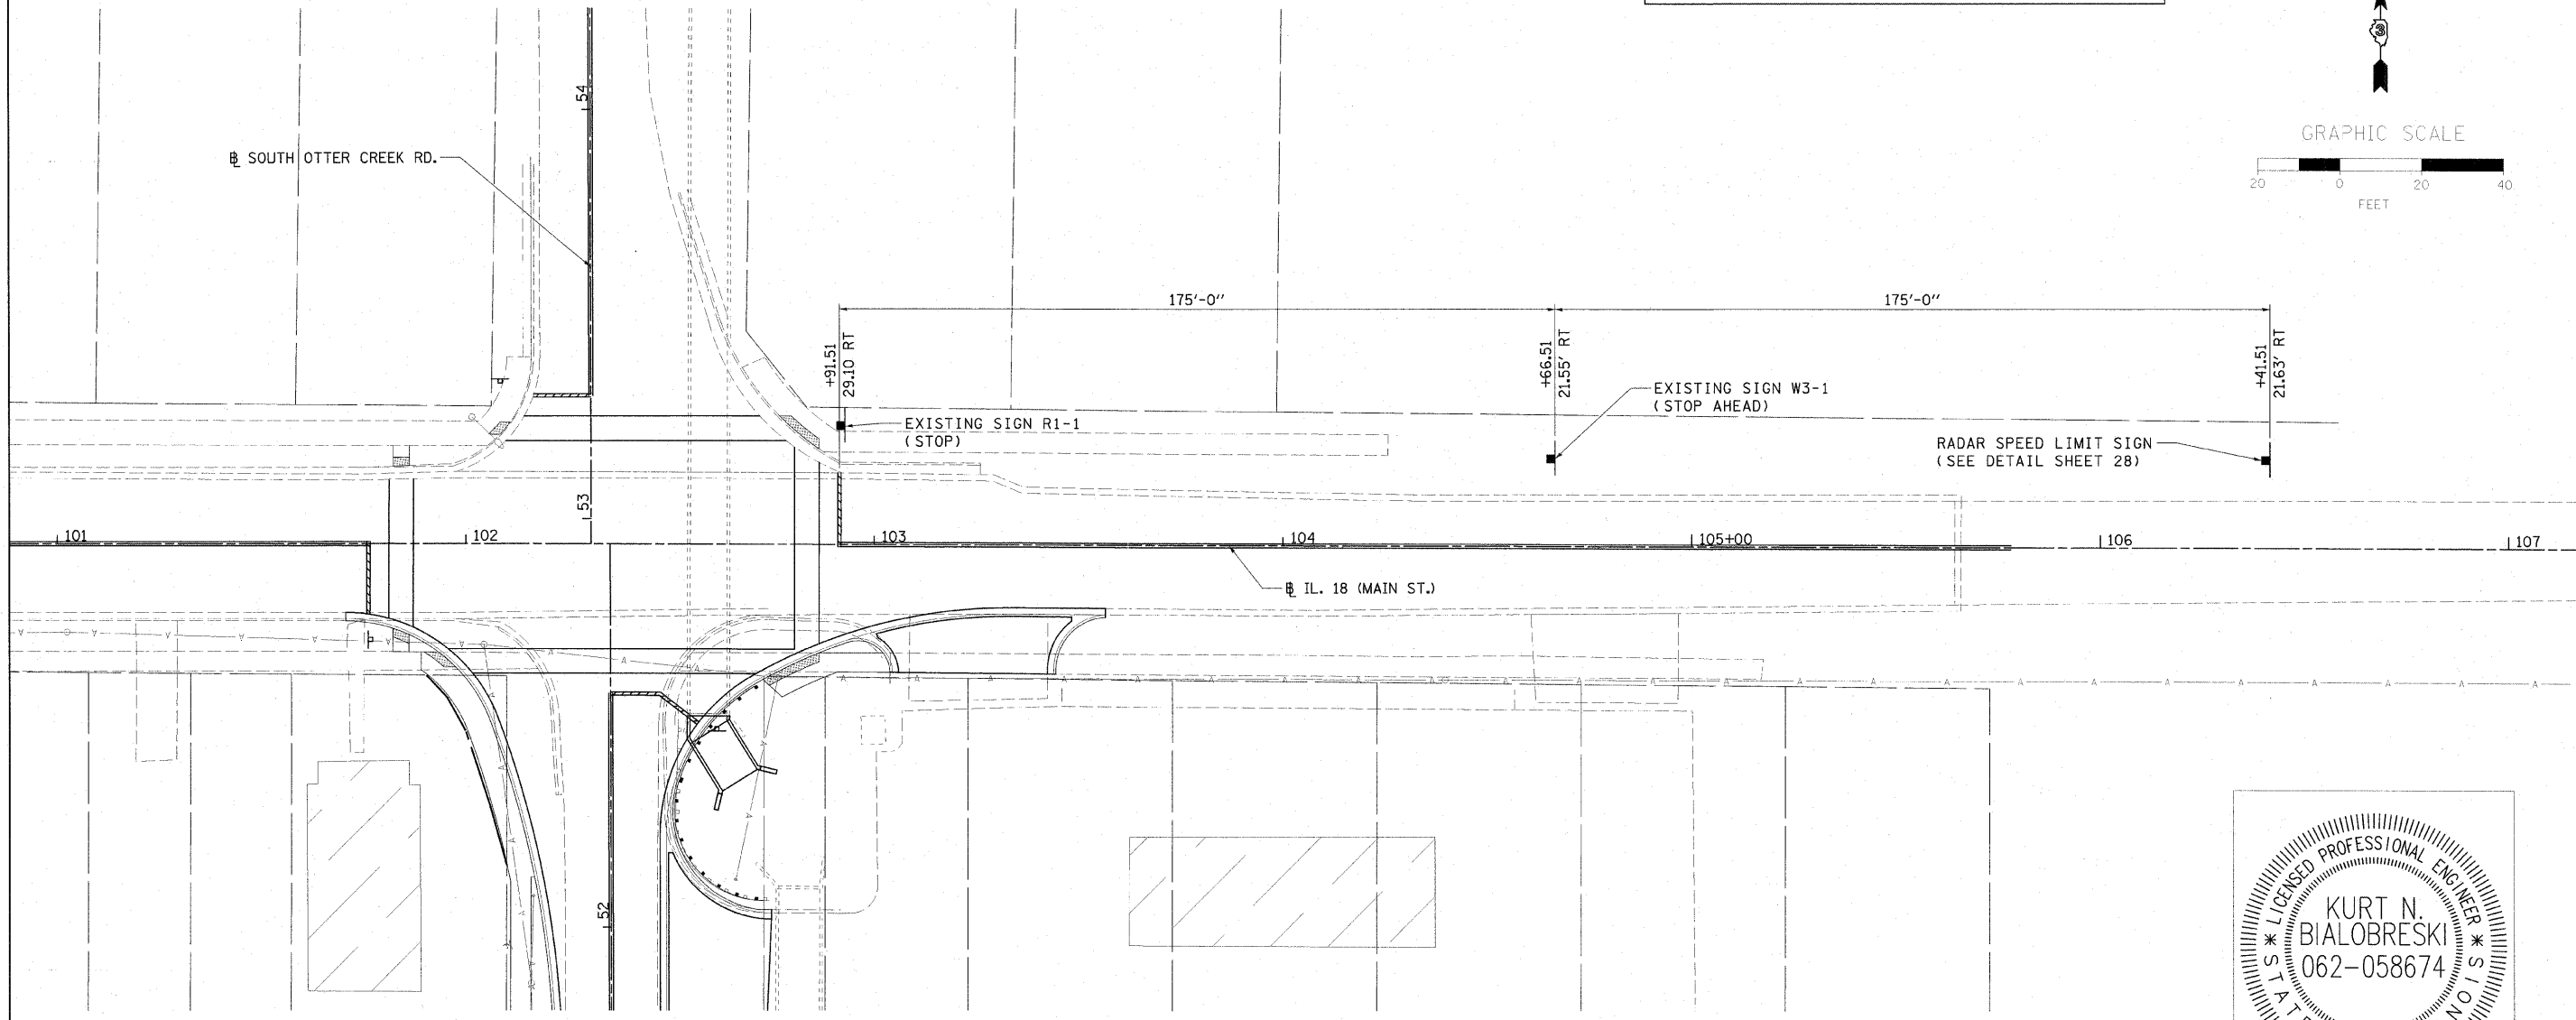 54
℄ SOUTH OTTER CREEK RD.
GRAPHIC SCALE
20 0 20 40
FEET
175'-0"
175'-0"
+91.51
29.10 RT
+66.51
21.55' RT
+41.51
21.63' RT
EXISTING SIGN R1-1
(STOP)
EXISTING SIGN W3-1
(STOP AHEAD)
RADAR SPEED LIMIT SIGN
(SEE DETAIL SHEET 28)
53
101
102
103
104
105+00
106
107
℄ IL. 18 (MAIN ST.)
52
LICENSED PROFESSIONAL ENGINEER
KURT N.
BIALOBRESKI
062-058674